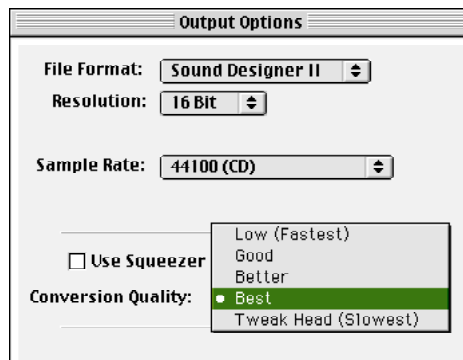 Output Options
File Format: Sound Designer II
Resolution: 16 Bit
Sample Rate: 44100 (CD)
Low (Fastest)
Use Squeezer Good
Better
Conversion Quality: Best
Tweak Head (Slowest)